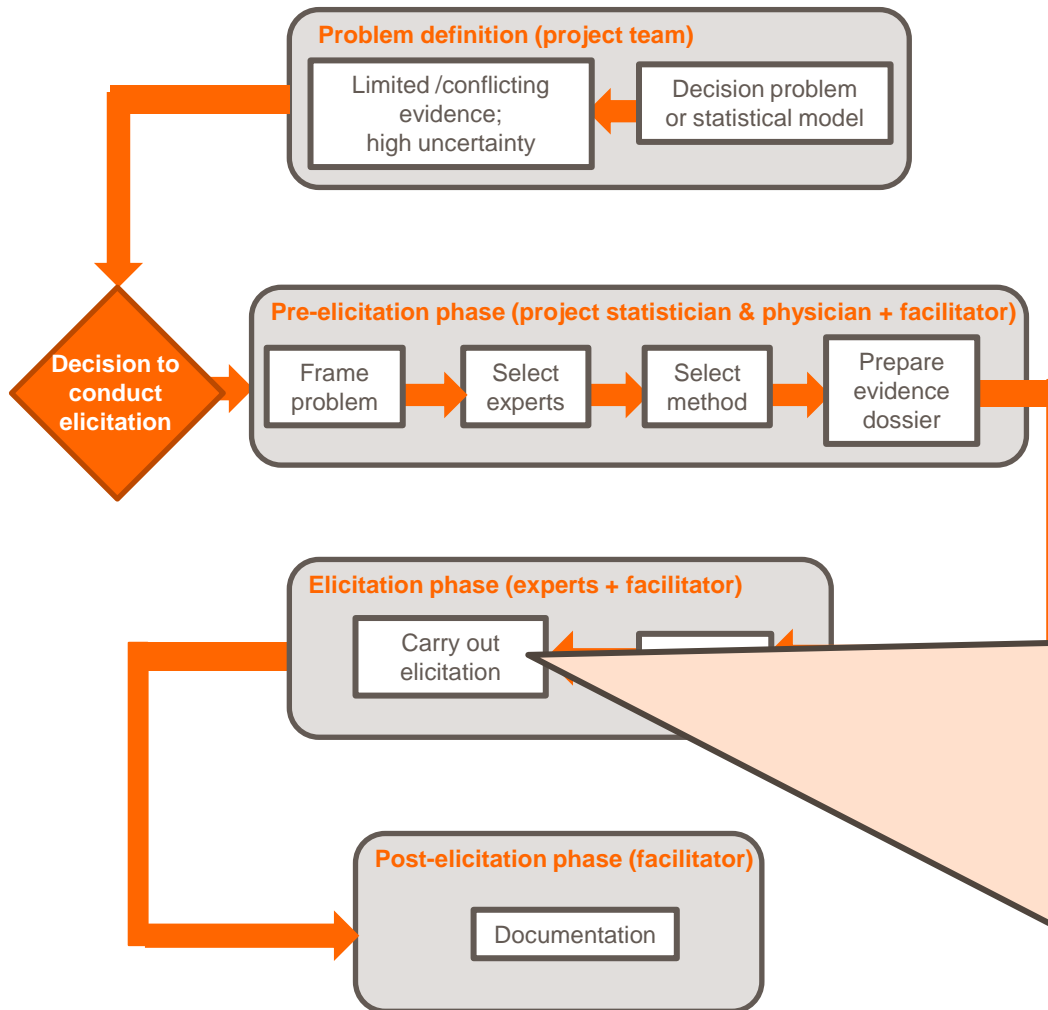 Problem definition (project team)
Limited /conflicting
evidence;
high uncertainty
Decision problem
or statistical model
Decision to
conduct
elicitation
Pre-elicitation phase (project statistician & physician + facilitator)
Frame
problem
Select
experts
Select
method
Prepare
evidence
dossier
Elicitation phase (experts + facilitator)
Carry out
elicitation
Post-elicitation phase (facilitator)
Documentation